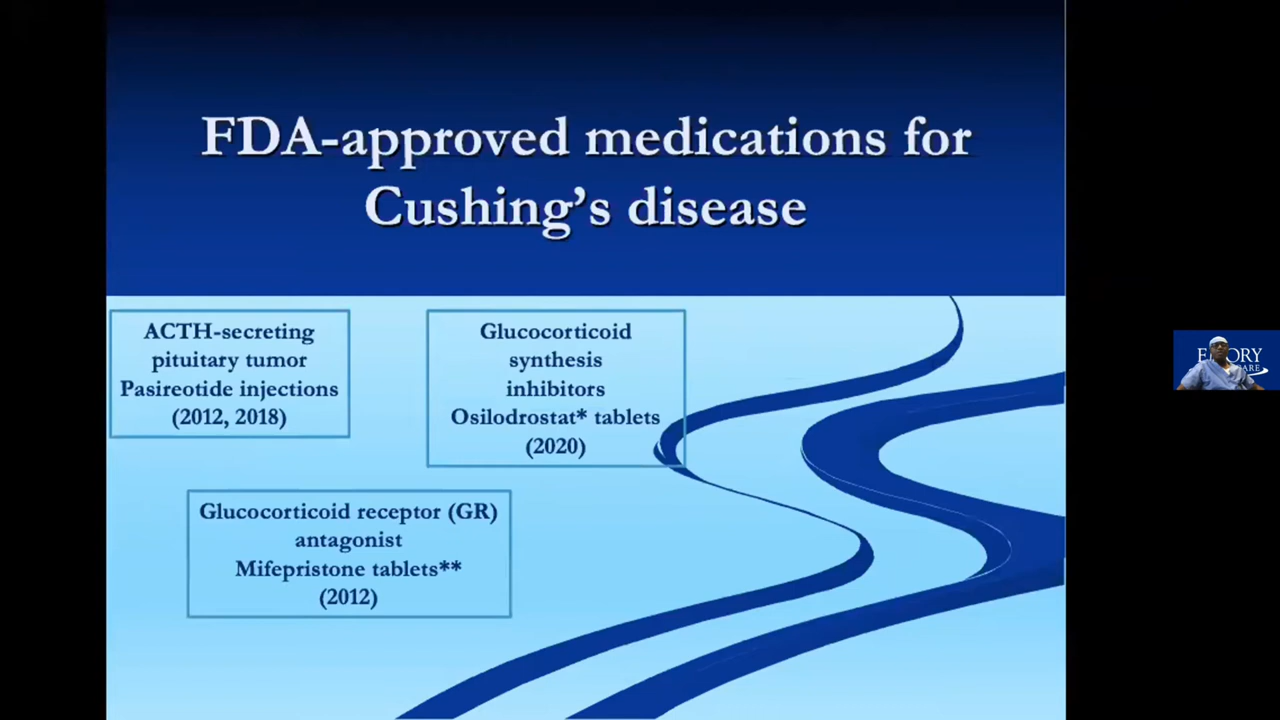 FDA-approved medications for
Cushing's disease
ACTH-secreting
pituitary tumor
Pasireotide injections
(2012, 2018)
Glucocorticoid
synthesis
inhibitors
Osilodrostat* tablets
(2020)
Glucocorticoid receptor (GR)
antagonist
Mifepristone tablets**
(2012)